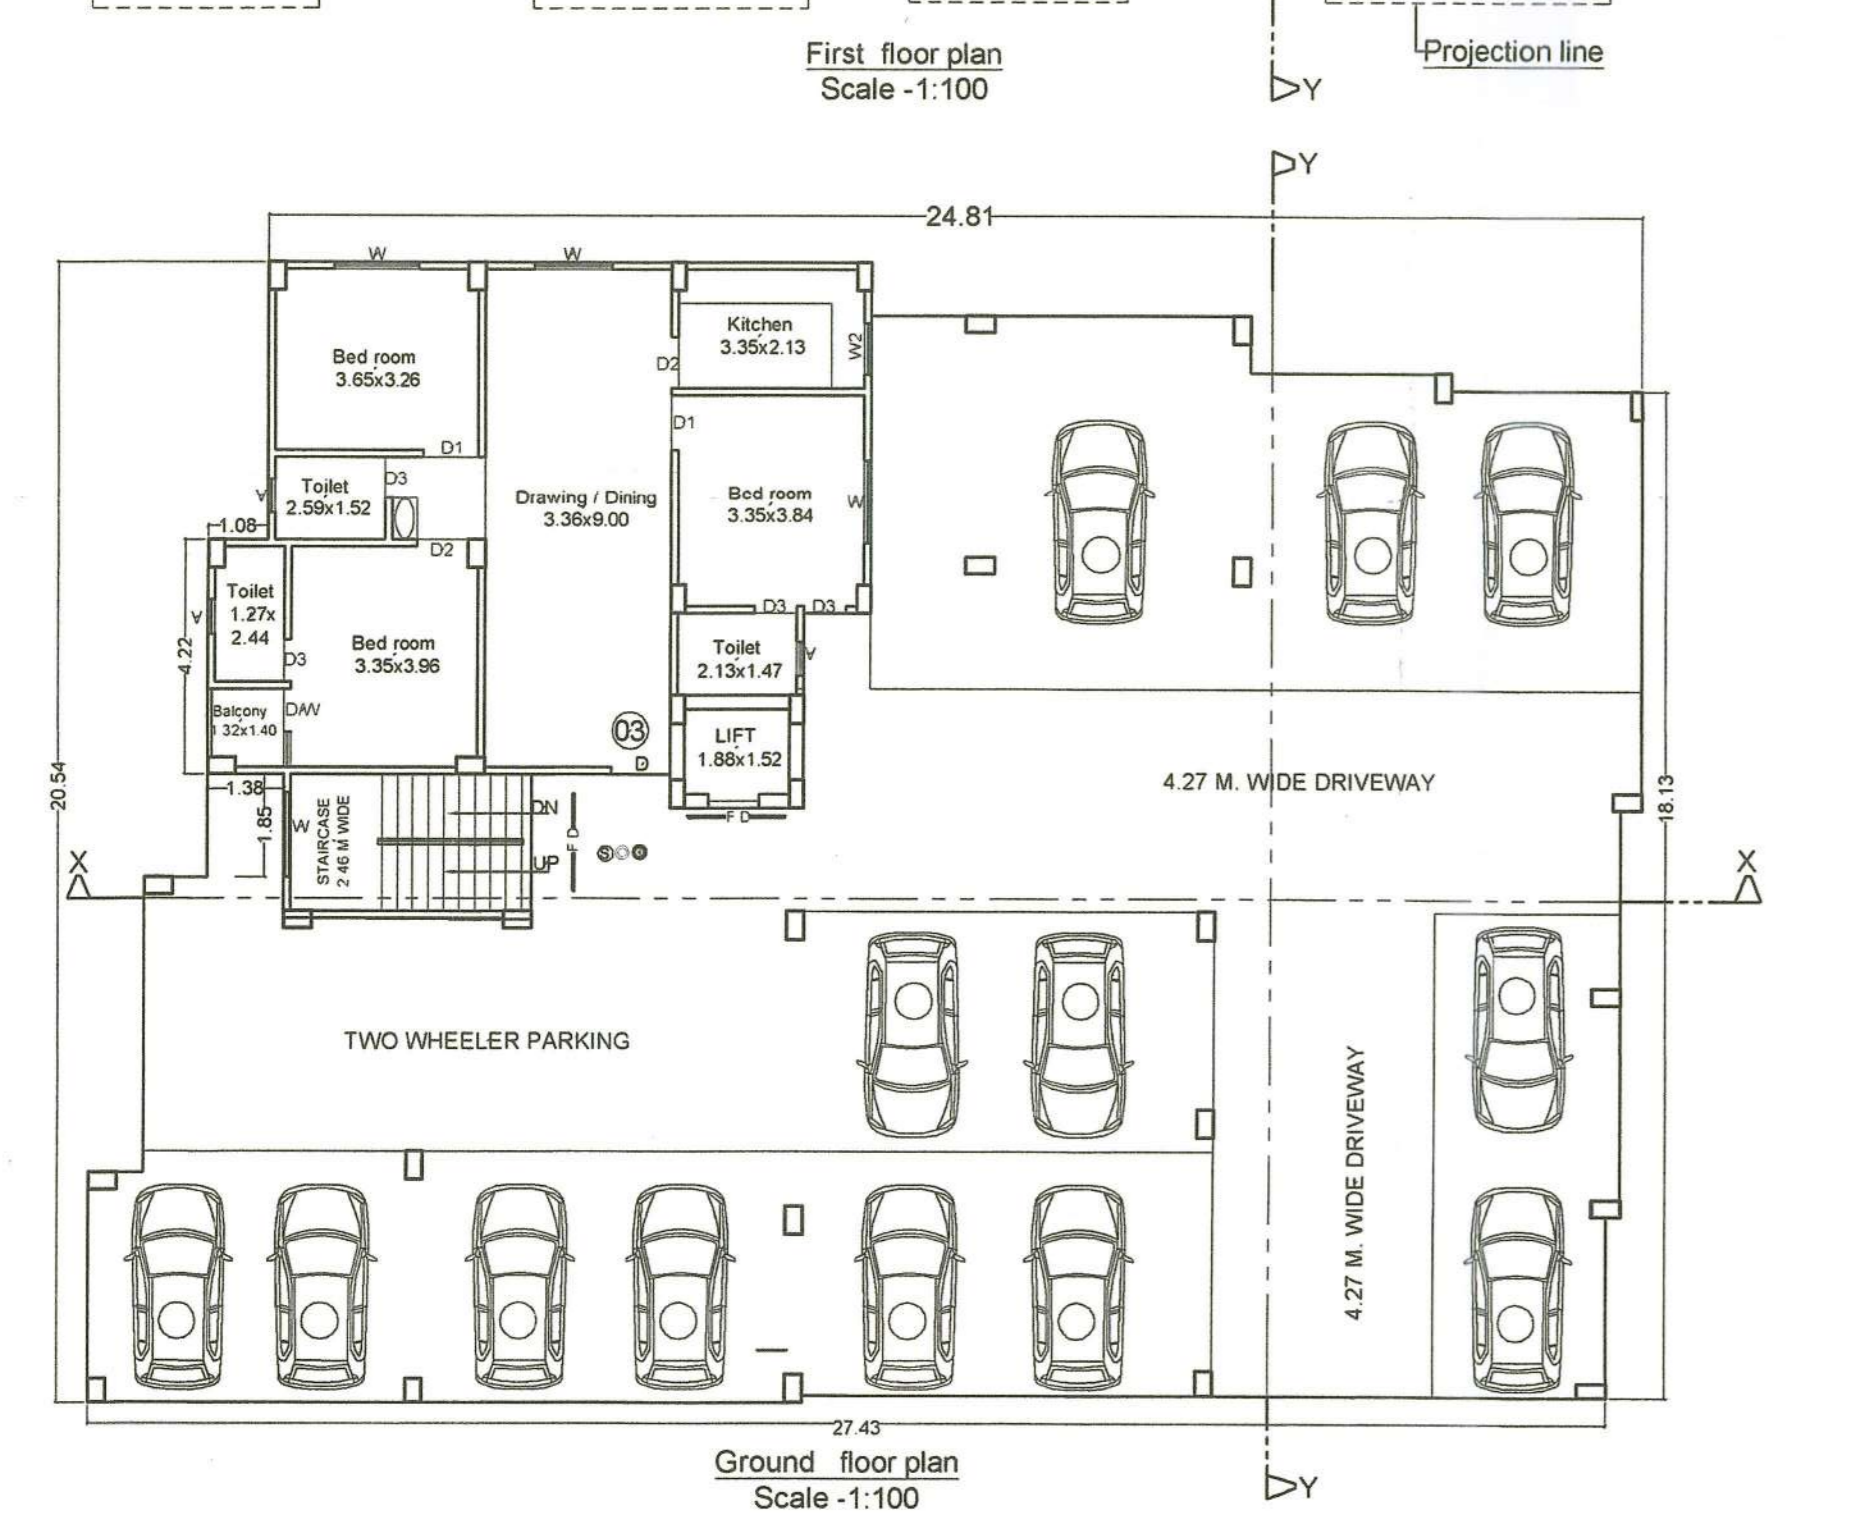 First floor plan
Scale -1:100
Projection line
Y
Y
24.81
W
W
Kitchen
3.35x2.13
W2
D2
Bed room
3.65x3.26
D1
D1
Toilet
2.59x1.52
D3
V
1.08
D2
Drawing / Dining
3.36x9.00
Bed room
3.35x3.84
W
Toilet
1.27x
2.44
V
4.22
D3
Bed room
3.35x3.96
D3
D3
Toilet
2.13x1.47
V
Balcony
1.32x1.40
D/W
03
D
LIFT
1.88x1.52
F D
20.54
1.38
1.85
W
STAIRCASE
2.46 M WIDE
DN
UP
F D
S
4.27 M. WIDE DRIVEWAY
18.13
X
X
TWO WHEELER PARKING
4.27 M. WIDE DRIVEWAY
27.43
Ground floor plan
Scale -1:100
Y